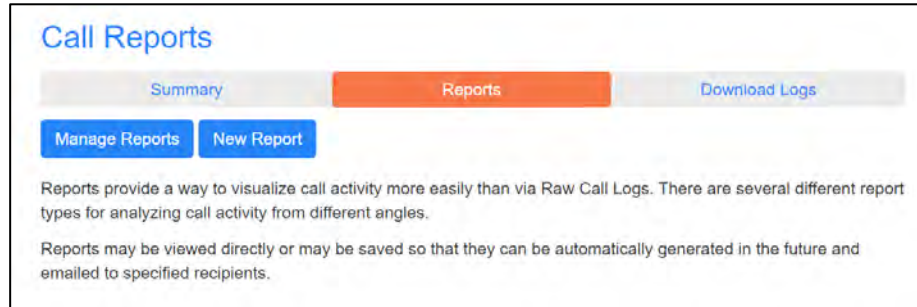 Call Reports
Summary Reports Download Logs
Manage Reports New Report
Reports provide a way to visualize call activity more easily than via Raw Call Logs. There are several different report
types for analyzing call activity from different angles.
Reports may be viewed directly or may be saved so that they can be automatically generated in the future and
emailed to specified recipients.